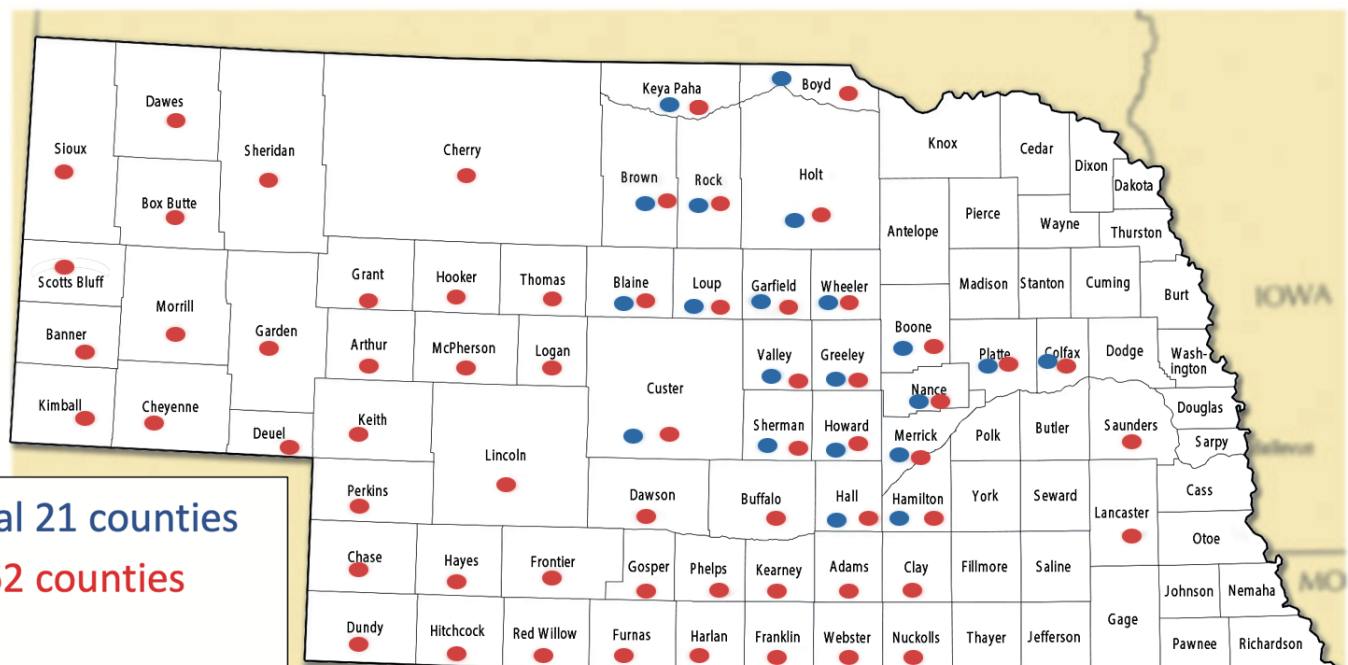 Keya Paha
Boyd
Dawes
Sioux
Sheridan
Cherry
Knox
Cedar
Dixon
Dakota
Brown
Rock
Holt
Box Butte
Pierce
Wayne
Thurston
Antelope
Scotts Bluff
Morrill
Garden
Grant
Hooker
Thomas
Blaine
Loup
Garfield
Wheeler
Madison
Stanton
Cuming
Burt
IOWA
Banner
Arthur
McPherson
Logan
Boone
Valley
Greeley
Platte
Colfax
Dodge
Wash-
ington
Custer
Nance
Kimball
Cheyenne
Deuel
Keith
Lincoln
Sherman
Howard
Merrick
Polk
Butler
Saunders
Douglas
Sarpy
Bellevue
Perkins
Dawson
Buffalo
Hall
Hamilton
York
Seward
Lancaster
Cass
Otoe
al 21 counties
62 counties
Chase
Hayes
Frontier
Gosper
Phelps
Kearney
Adams
Clay
Fillmore
Saline
MO
Gage
Johnson
Nemaha
Dundy
Hitchcock
Red Willow
Furnas
Harlan
Franklin
Webster
Nuckolls
Thayer
Jefferson
Pawnee
Richardson